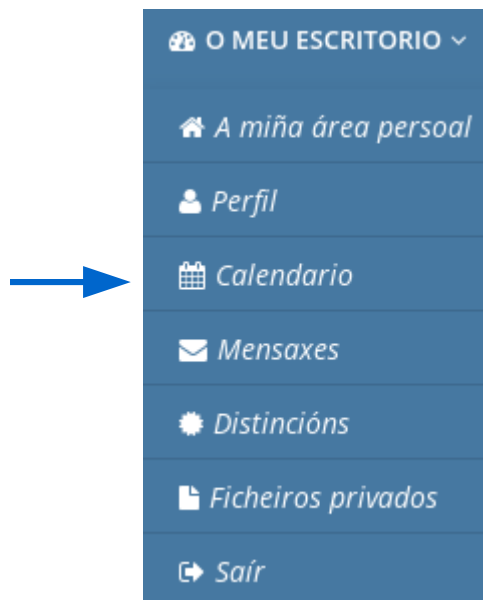 O MEU ESCRITORIO
A miña área persoal
Perfil
Calendario
Mensaxes
Distincións
Ficheiros privados
Saír